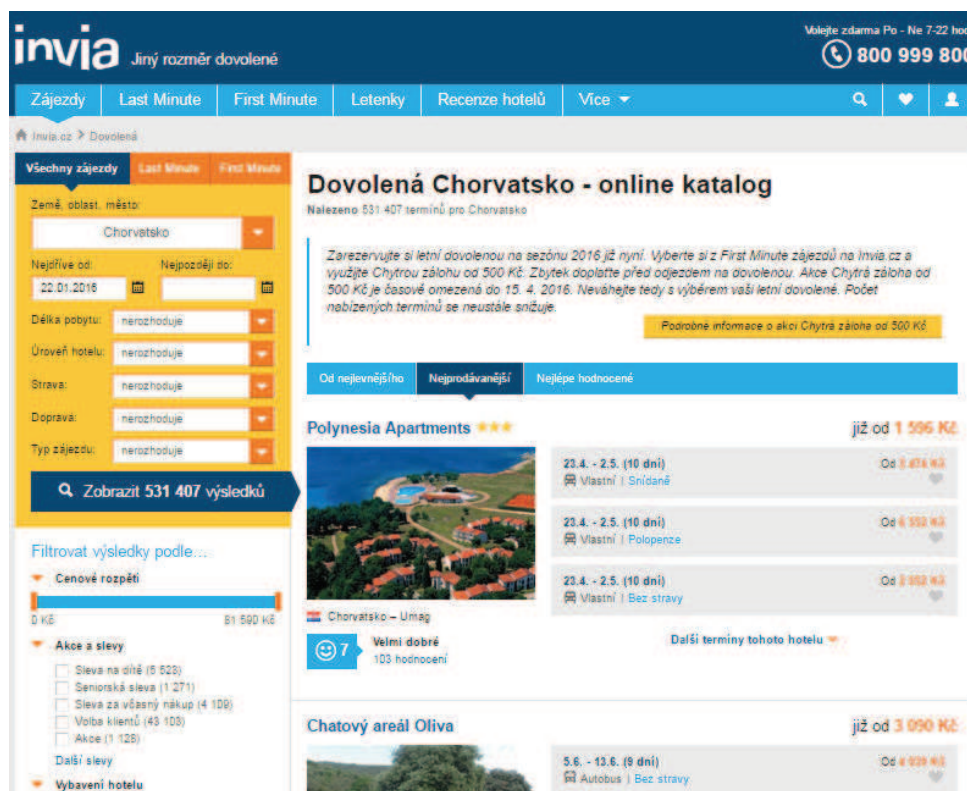 invia Jiný rozměr dovolené
Volejte zdarma Po - Ne 7-22 hod
800 999 800
Zájezdy Last Minute First Minute Letenky Recenze hotelů Více
Invia.cz > Dovolená
Všechny zájezdy Last Minute First Minute
Země, oblast, město:
Chorvatsko
Nejdříve od: Nejpozději do:
22.01.2016
Délka pobytu: nerozhoduje
Úroveň hotelu: nerozhoduje
Strava: nerozhoduje
Doprava: nerozhoduje
Typ zájezdu: nerozhoduje
Zobrazit 531 407 výsledků
Filtrovat výsledky podle...
Cenové rozpětí
0 Kč 81 590 Kč
Akce a slevy
Sleva na dítě (5 523)
Seniorská sleva (1 271)
Sleva za včasný nákup (4 109)
Volba klientů (43 103)
Akce (1 128)
Další slevy
Vybavení hotelu
Dovolená Chorvatsko - online katalog
Nalezeno 531 407 termínů pro Chorvatsko
Zarezervujte si letní dovolenou na sezónu 2016 již nyní. Vyberte si z First Minute zájezdů na Invia.cz a
využijte Chytrou zálohu od 500 Kč. Zbytek doplatíte před odjezdem na dovolenou. Akce Chytrá záloha od
500 Kč je časově omezená do 15. 4. 2016. Neváhejte tedy s výběrem vaší letní dovolené. Počet
nabízených termínů se neustále snižuje.
Podrobné informace o akci Chytrá záloha od 500 Kč
Od nejlevnějšího Nejprodávanější Nejlépe hodnocené
Polynesia Apartments
již od 1 596 Kč
23.4. - 2.5. (10 dní) Od
Vlastní | Snídaně
23.4. - 2.5. (10 dní) Od
Vlastní | Polopenze
23.4. - 2.5. (10 dní) Od
Vlastní | Bez stravy
Chorvatsko – Umag
7 Velmi dobré
103 hodnocení
Další termíny tohoto hotelu
Chatový areál Oliva
již od 3 090 Kč
5.6. - 13.6. (9 dní) Od
Autobus | Bez stravy